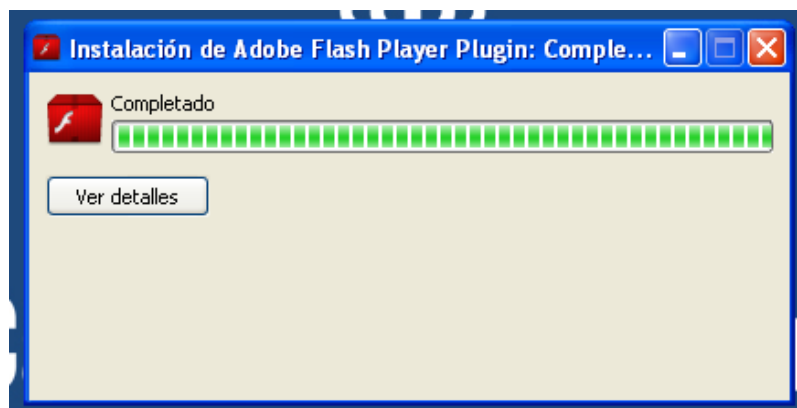 Instalación de Adobe Flash Player Plugin: Comple...
Completado
Ver detalles